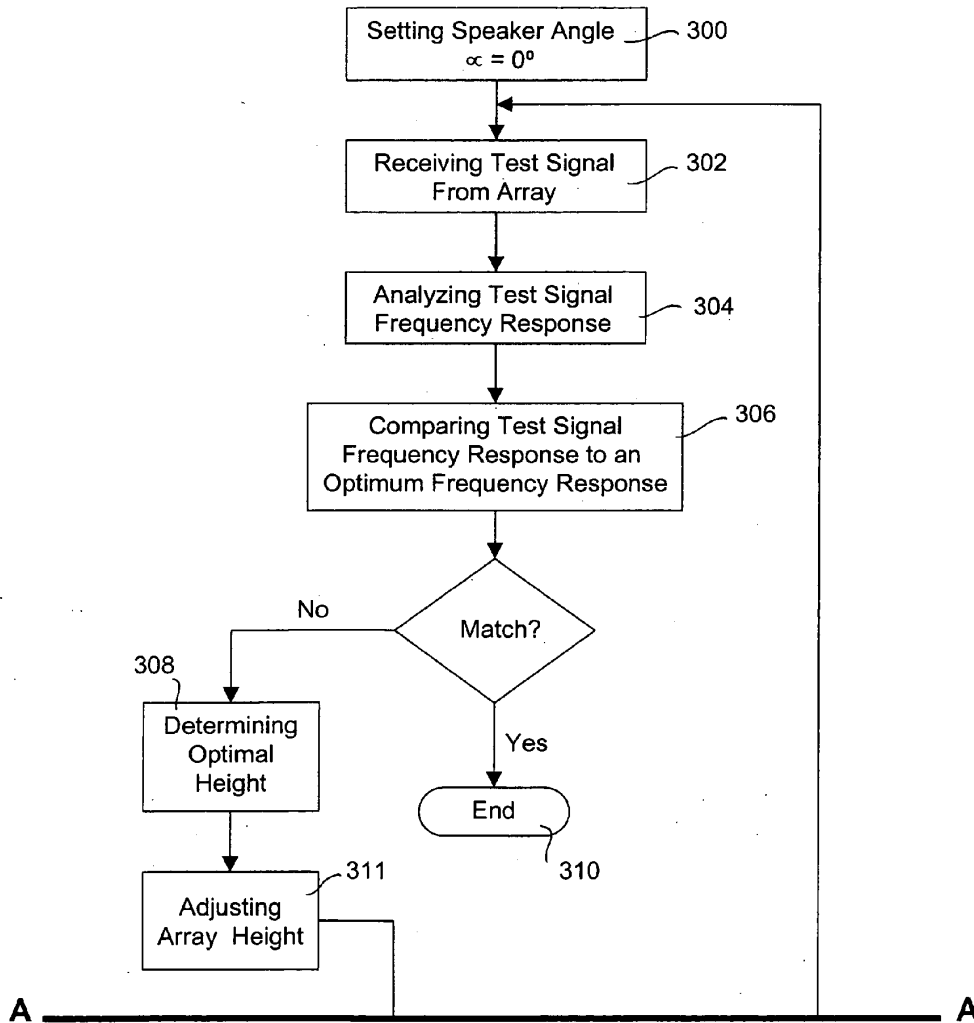 Setting Speaker Angle
∝ = 0º
300
Receiving Test Signal
From Array
302
Analyzing Test Signal
Frequency Response
304
Comparing Test Signal
Frequency Response to an
Optimum Frequency Response
306
Match?
No
Yes
308
Determining
Optimal
Height
End
310
311
Adjusting
Array Height
A
A